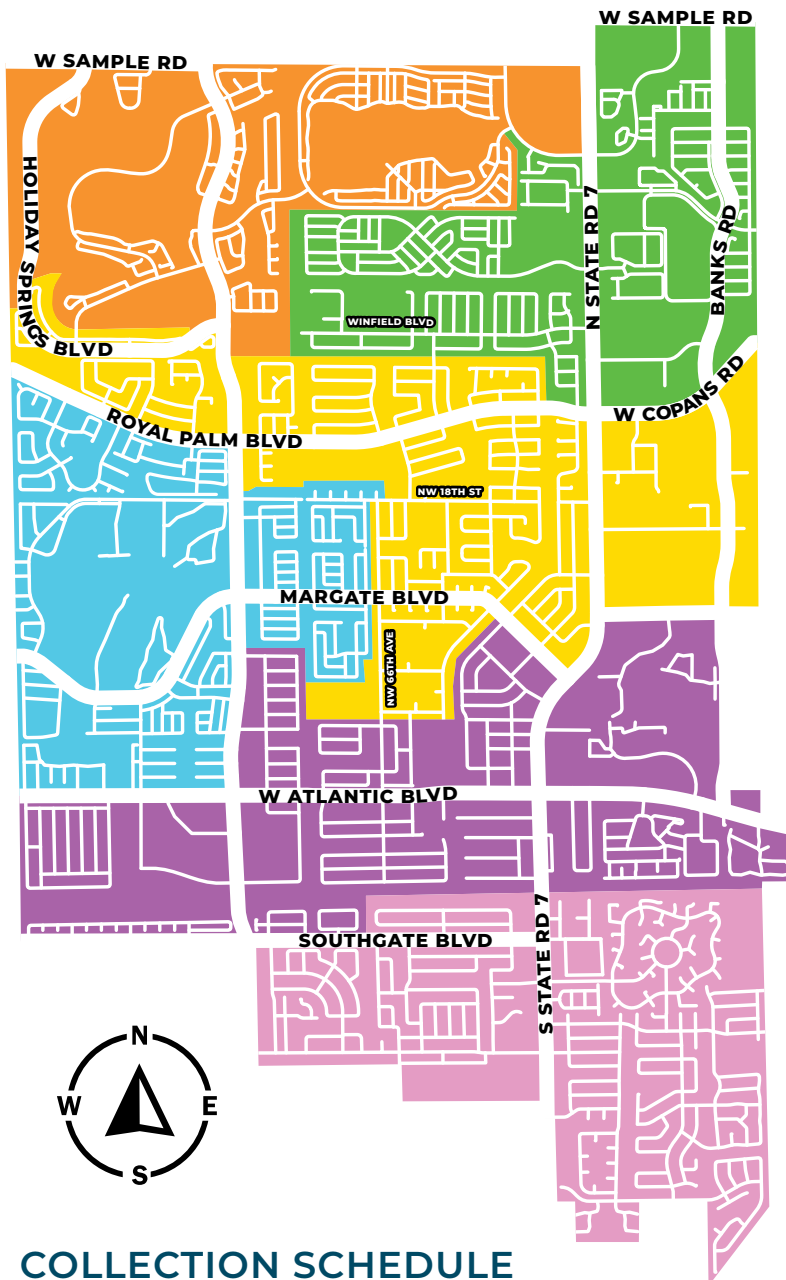 W SAMPLE RD
W SAMPLE RD
HOLIDAY SPRINGS BLVD
N STATE RD 7
BANKS RD
WINFIELD BLVD
W COPANS RD
ROYAL PALM BLVD
NW 18TH ST
MARGATE BLVD
NW 66TH AVE
W ATLANTIC BLVD
S STATE RD 7
SOUTHGATE BLVD
N
W
E
S
COLLECTION SCHEDULE